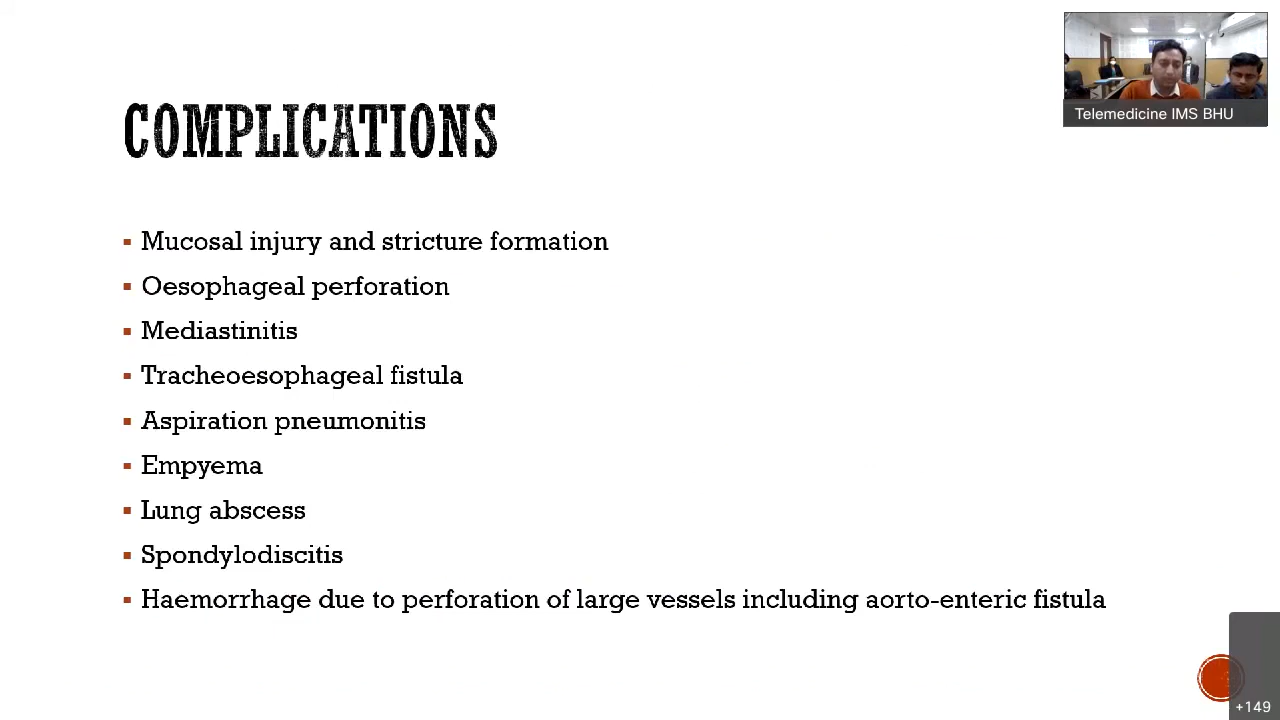 COMPLICATIONS
Mucosal injury and stricture formation
Oesophageal perforation
Mediastinitis
Tracheoesophageal fistula
Aspiration pneumonitis
Empyema
Lung abscess
Spondylodiscitis
Haemorrhage due to perforation of large vessels including aorto-enteric fistula
Telemedicine IMS BHU
+149